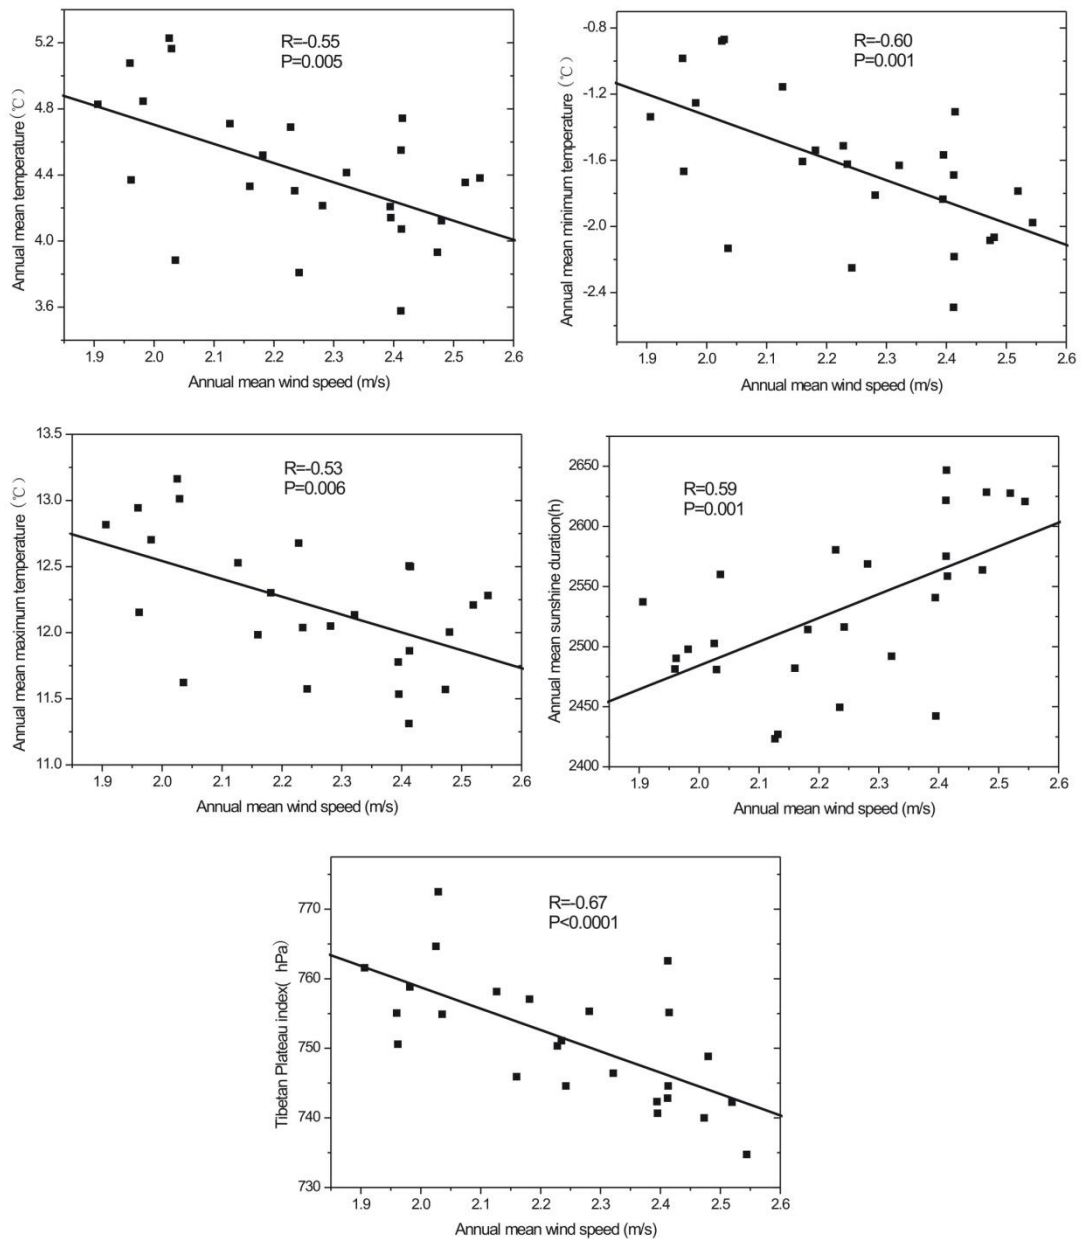 R=-0.55
P=0.005
Annual mean temperature (℃)
5.2
4.8
4.4
4.0
3.6
1.9 2.0 2.1 2.2 2.3 2.4 2.5 2.6
Annual mean wind speed (m/s)
R=-0.60
P=0.001
Annual mean minimum temperature (℃)
-0.8
-1.2
-1.6
-2.0
-2.4
1.9 2.0 2.1 2.2 2.3 2.4 2.5 2.6
Annual mean wind speed (m/s)
R=-0.53
P=0.006
Annual mean maximum temperature (℃)
13.5
13.0
12.5
12.0
11.5
11.0
1.9 2.0 2.1 2.2 2.3 2.4 2.5 2.6
Annual mean wind speed (m/s)
R=0.59
P=0.001
Annual mean sunshine duration(h)
2650
2600
2550
2500
2450
2400
1.9 2.0 2.1 2.2 2.3 2.4 2.5 2.6
Annual mean wind speed (m/s)
R=-0.67
P<0.0001
Tibetan Plateau index( hPa)
770
760
750
740
730
1.9 2.0 2.1 2.2 2.3 2.4 2.5 2.6
Annual mean wind speed (m/s)